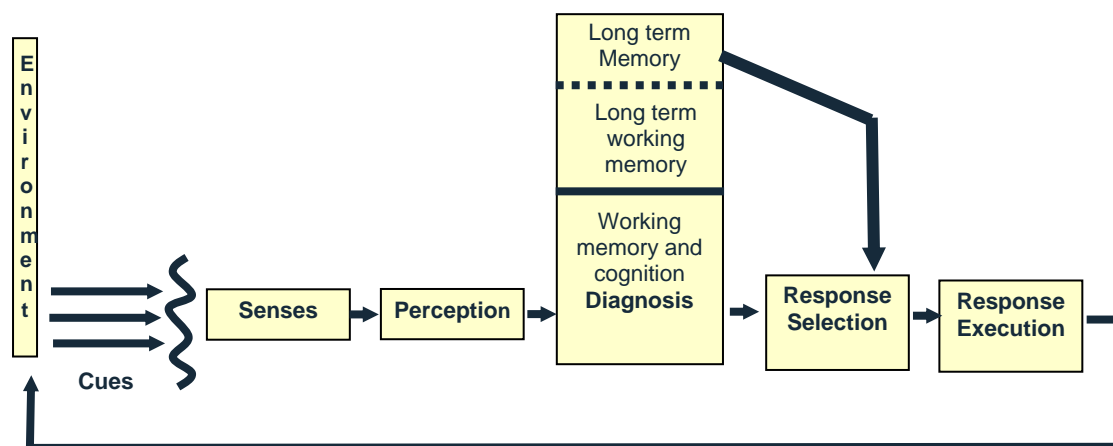 Environment
Cues
Senses
Perception
Long term
Memory
Long term
working
memory
Working
memory and
cognition
Diagnosis
Response
Selection
Response
Execution